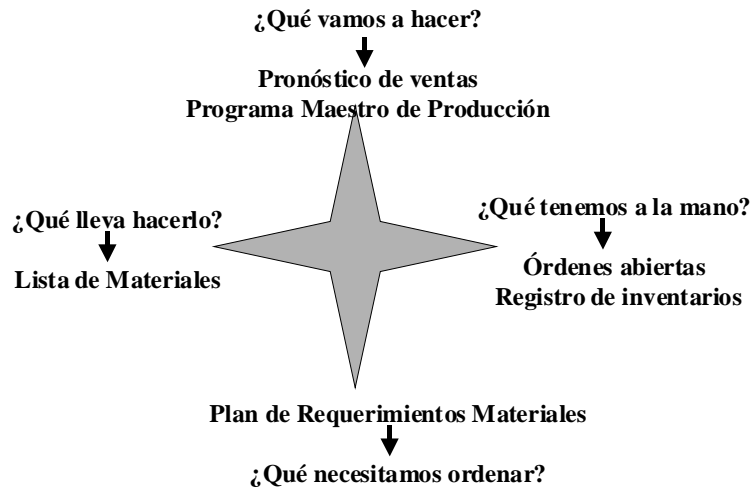 ¿Qué vamos a hacer?
Pronóstico de ventas
Programa Maestro de Producción
¿Qué lleva hacerlo?
Lista de Materiales
¿Qué tenemos a la mano?
Órdenes abiertas
Registro de inventarios
Plan de Requerimientos Materiales
¿Qué necesitamos ordenar?